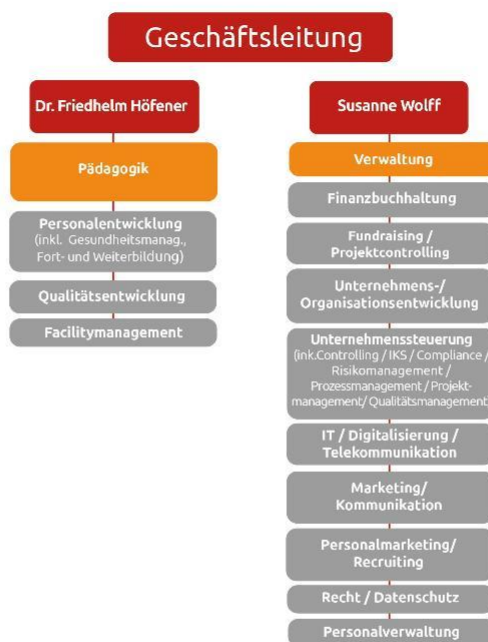 Geschäftsleitung
Dr. Friedhelm Höfener
Pädagogik
Personalentwicklung
(inkl. Gesundheitsmanag.,
Fort- und Weiterbildung)
Qualitätsentwicklung
Facilitymanagement
Susanne Wolff
Verwaltung
Finanzbuchhaltung
Fundraising /
Projektcontrolling
Unternehmens-/
Organisationsentwicklung
Unternehmenssteuerung
(ink.Controlling / IKS / Compliance /
Risikomanagement /
Prozessmanagement / Projekt-
management/ Qualitätsmanagement
IT / Digitalisierung /
Telekommunikation
Marketing/
Kommunikation
Personalmarketing/
Recruiting
Recht / Datenschutz
Personalverwaltung